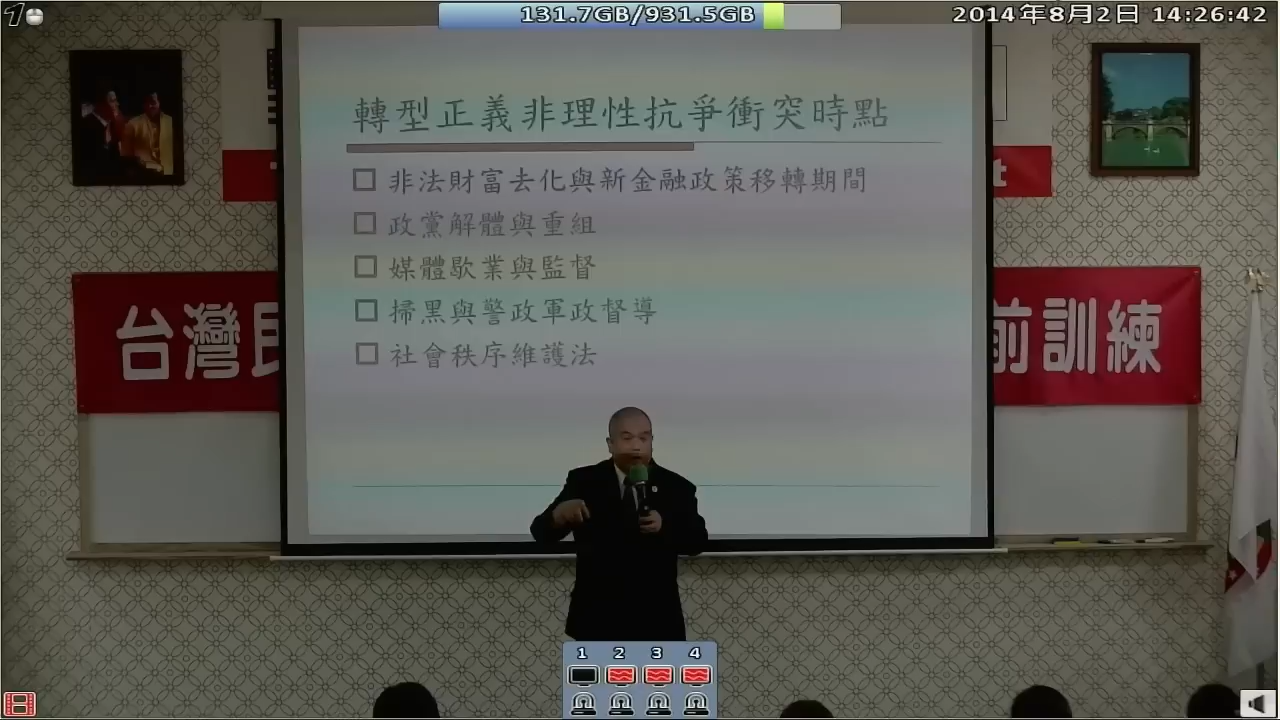 131.7GB/931.5GB
2014年8月2日 14:26:42
轉型正義非理性抗爭衝突時點
非法財富去化與新金融政策移轉期間
政黨解體與重組
媒體歇業與監督
掃黑與警政軍政督導
社會秩序維護法
t
台灣民
前訓練
1 2 3 4